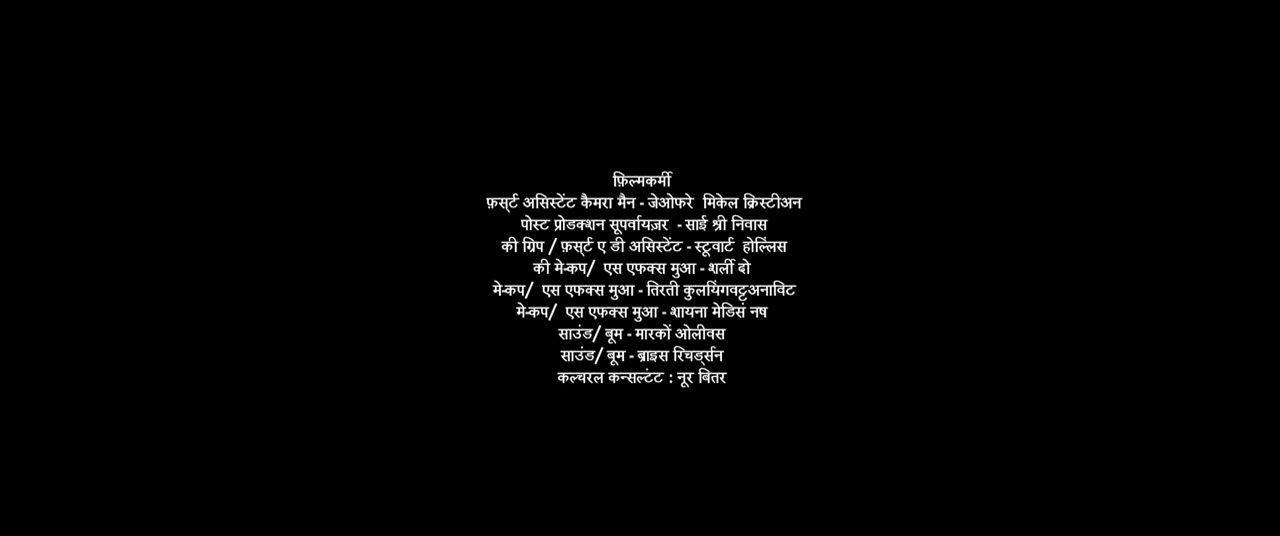 फ़िल्मकर्मी
फ़स्र्ट असिस्टेंट कैमरा मैन - जेओफरे  मिकेल क्रिस्टीअन
पोस्ट प्रोडक्शन सूपर्वायज़र  - साई श्री निवास
की ग्रिप / फ़स्र्ट ए डी असिस्टेंट - स्टूवार्ट  होल्लिंस
की मे-कप/  एस एफक्स मुआ - शर्ली दो
मे-कप/  एस एफक्स मुआ - तिरती कुलयिंगवट्टअनाविट
मे-कप/  एस एफक्स मुआ - शायना मेडिसं नष
साउंड/ बूम - मारकों ओलीवस
साउंड/ बूम - ब्राइस रिचर्ड्सन
कल्चरल कन्सल्टंट : नूर बितर